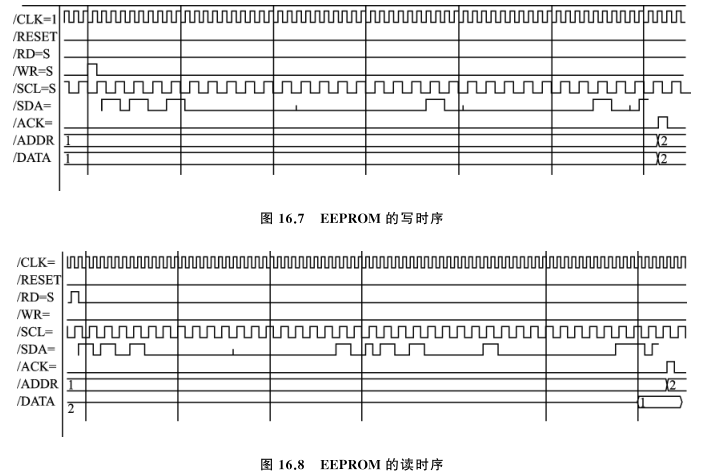 /CLK=1
/RESET
/RD=S
/WR=S
/SCL=S
/SDA=
/ACK=
/ADDR 1 2
/DATA 1 2
图 16.7 EEPROM 的写时序
/CLK=
/RESET
/RD=S
/WR=
/SCL=
/SDA=
/ACK=
/ADDR 1 2
/DATA 2 1
图 16.8 EEPROM 的读时序